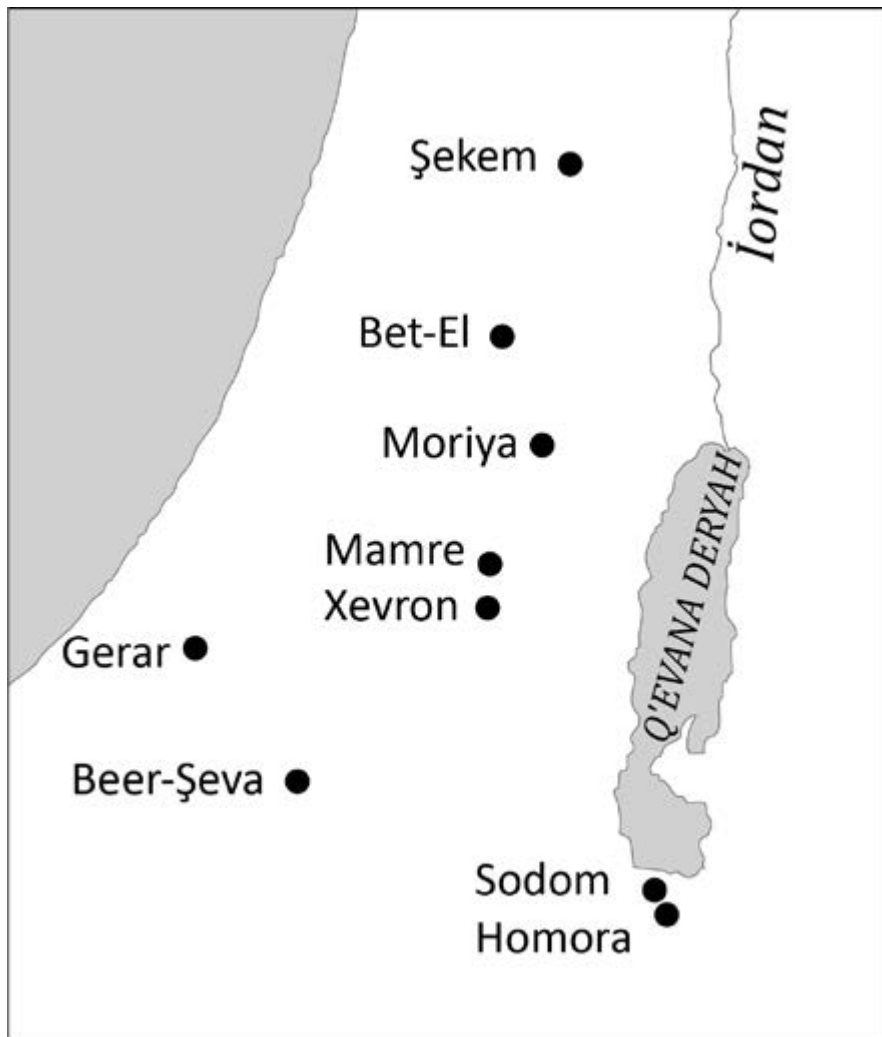 Şekem
İordan
Bet-El
Moriya
Q'EVANA DERYAH
Mamre
Xevron
Gerar
Beer-Şeva
Sodom
Homora